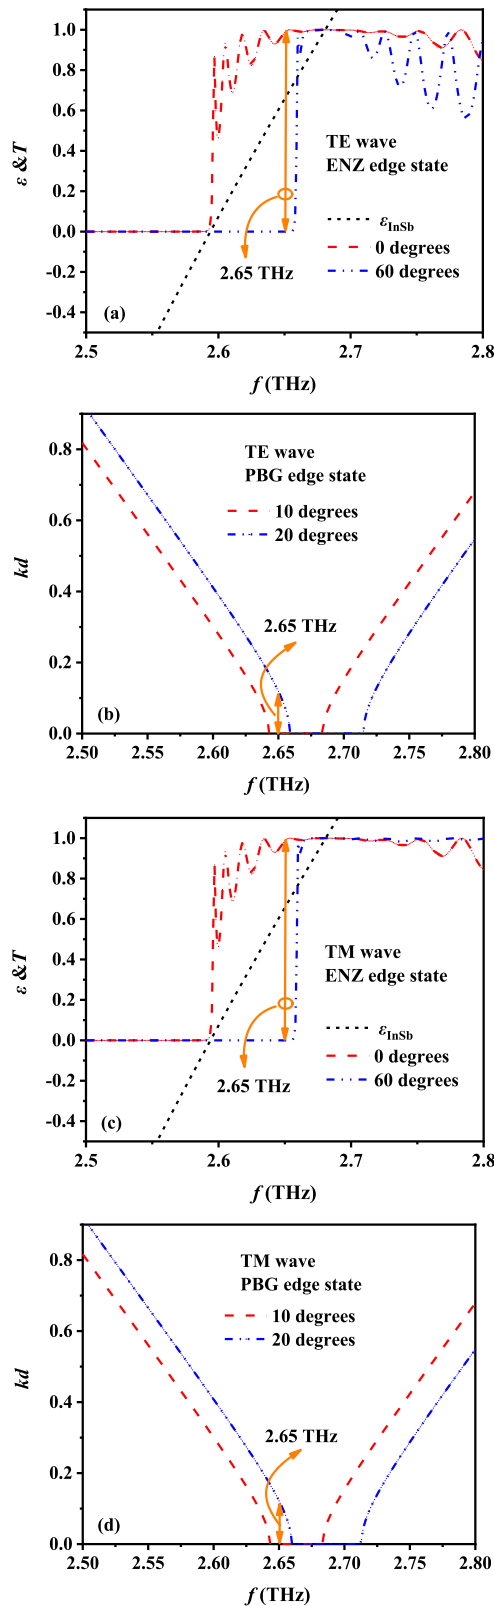 1.0
0.8
0.6
0.4
0.2
0.0
-0.2
-0.4
ε &T
TE wave
ENZ edge state
εInSb
0 degrees
60 degrees
2.65 THz
(a)
2.5 2.6 2.7 2.8
f (THz)
0.8
0.6
0.4
0.2
0.0
kd
TE wave
PBG edge state
10 degrees
20 degrees
2.65 THz
(b)
2.50 2.55 2.60 2.65 2.70 2.75 2.80
f (THz)
1.0
0.8
0.6
0.4
0.2
0.0
-0.2
-0.4
ε &T
TM wave
ENZ edge state
εInSb
0 degrees
60 degrees
2.65 THz
(c)
2.5 2.6 2.7 2.8
f (THz)
0.8
0.6
0.4
0.2
0.0
kd
TM wave
PBG edge state
10 degrees
20 degrees
2.65 THz
(d)
2.50 2.55 2.60 2.65 2.70 2.75 2.80
f (THz)